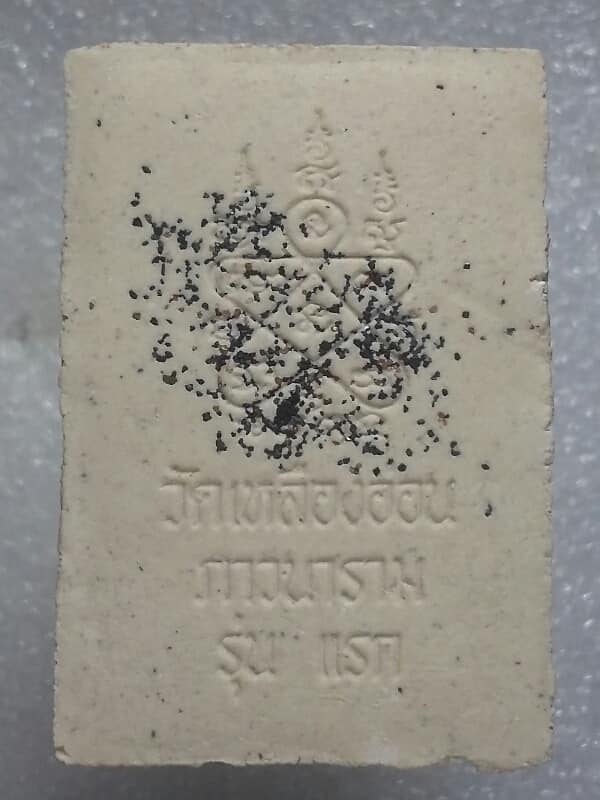 วัดเหลืองอ่อน
ภาวนาราม
รุ่น แรก